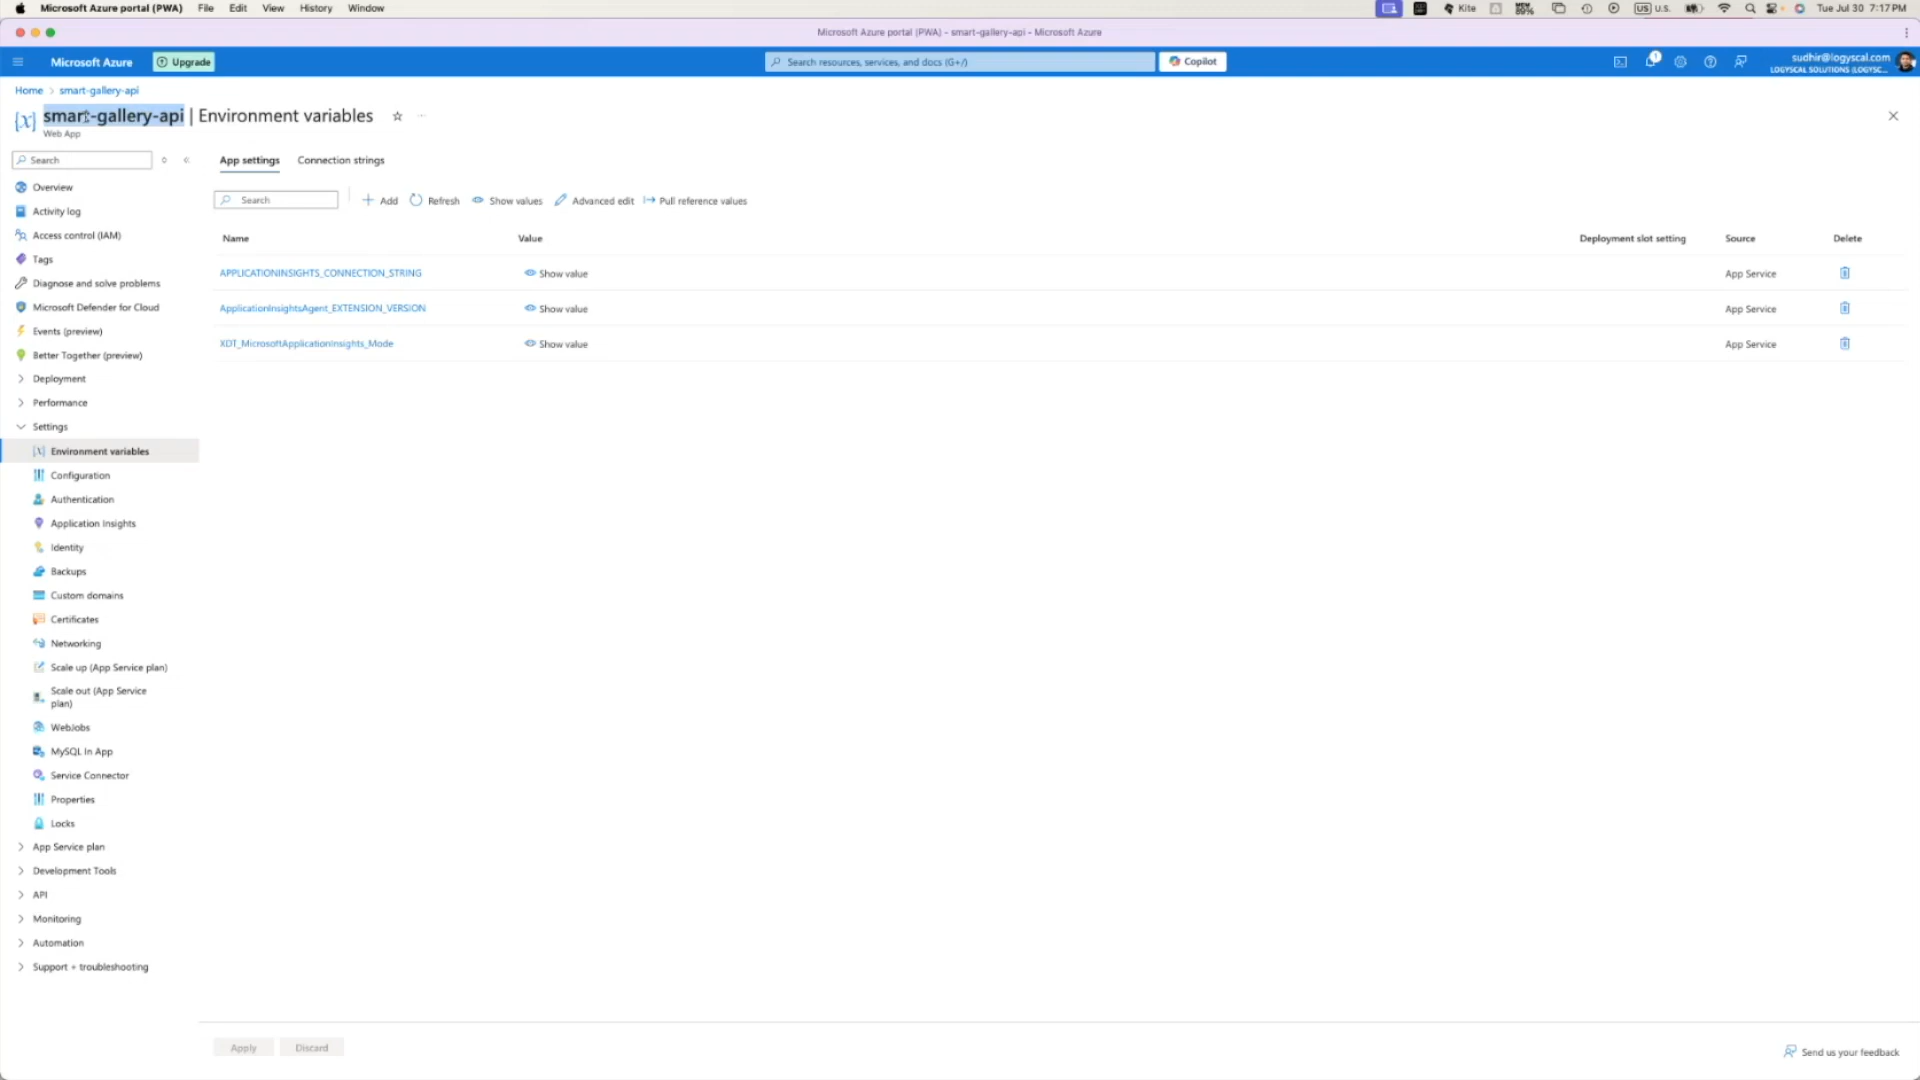 Microsoft Azure portal (PWA) File Edit View History Window
Kite
U.S. Tue Jul 30 7:17 PM
Microsoft Azure portal (PWA) - smart-gallery-api - Microsoft Azure
Microsoft Azure Upgrade
Search resources, services, and docs (G+/)
Copilot
1
sudhir@logyscal.com
LOGYSCAL SOLUTIONS (LOGYSC...
Home > smart-gallery-api
smart-gallery-api | Environment variables
Web App
Search
Overview
Activity log
Access control (IAM)
Tags
Diagnose and solve problems
Microsoft Defender for Cloud
Events (preview)
Better Together (preview)
Deployment
Performance
Settings
Environment variables
Configuration
Authentication
Application Insights
Identity
Backups
Custom domains
Certificates
Networking
Scale up (App Service plan)
Scale out (App Service
plan)
WebJobs
MySQL In App
Service Connector
Properties
Locks
App Service plan
Development Tools
API
Monitoring
Automation
Support + troubleshooting
App settings Connection strings
Search
Add Refresh Show values Advanced edit Pull reference values
Name Value Deployment slot setting Source Delete
APPLICATIONINSIGHTS_CONNECTION_STRING Show value App Service
ApplicationInsightsAgent_EXTENSION_VERSION Show value App Service
XDT_MicrosoftApplicationInsights_Mode Show value App Service
Apply Discard
Send us your feedback